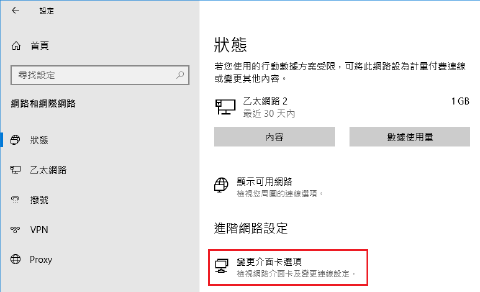 設定
首頁
尋找設定
網路和網際網路
狀態
乙太網路
撥號
VPN
Proxy
狀態
若您使用的行動數據方案受限,可將此網路設為計量付費連線
或變更其他內容。
乙太網路 2
1 GB
最近 30 天內
內容
數據使用量
顯示可用網路
檢視您周圍的連線選項。
進階網路設定
變更介面卡選項
檢視網路介面卡及變更連線設定。